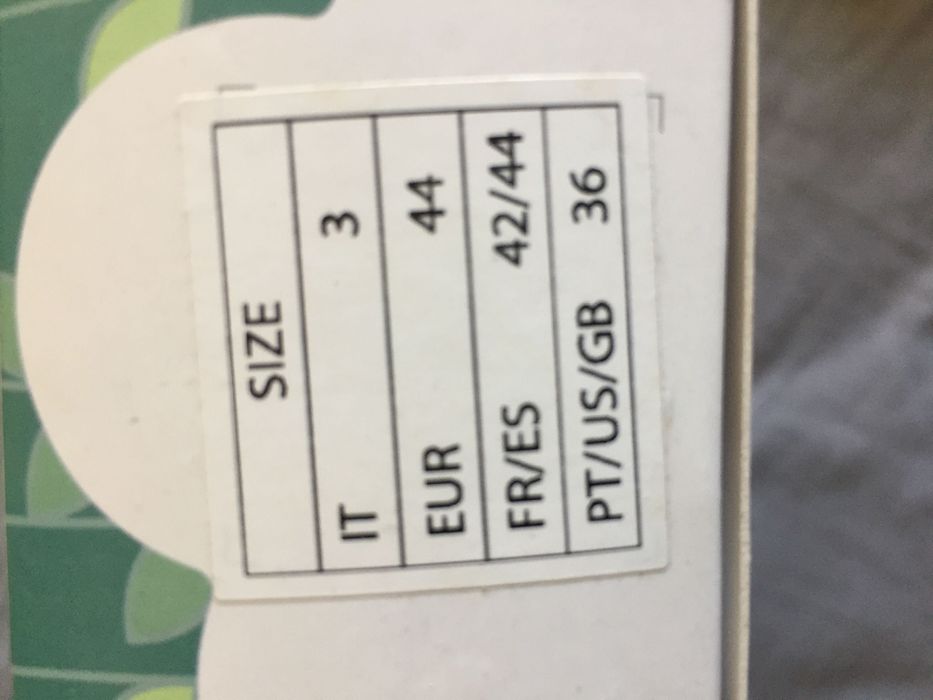 SIZE
IT 3
EUR 44
FR/ES 42/44
PT/US/GB 36